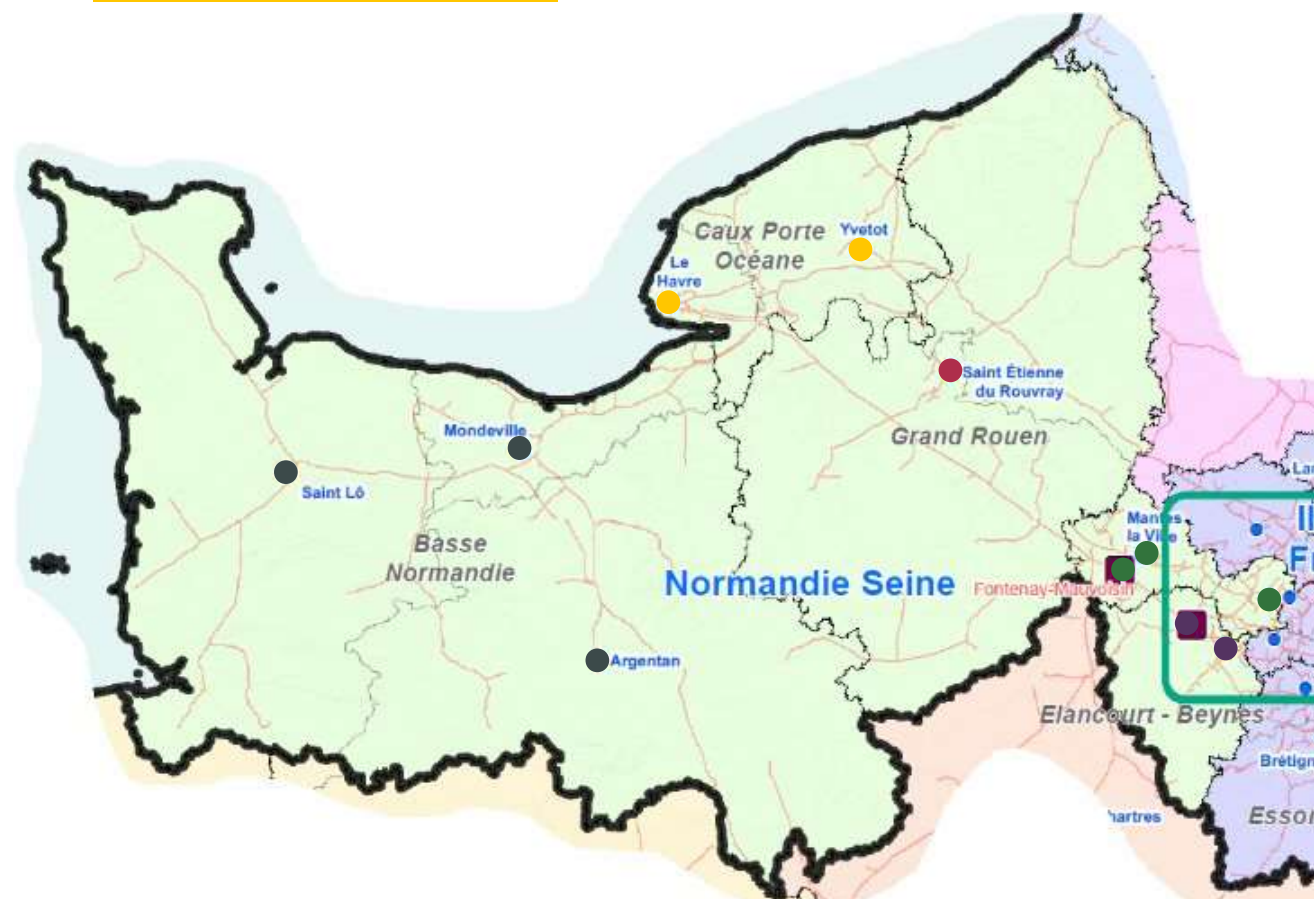 Caux Porte
Océane
Yvetot
Le
Havre
Saint Étienne
du Rouvray
Grand Rouen
Mondeville
Saint Lô
Basse
Normandie
Normandie Seine
Mantes
la Ville
Fontenay-Mauvoisin
Argentan
Elancourt - Beynes